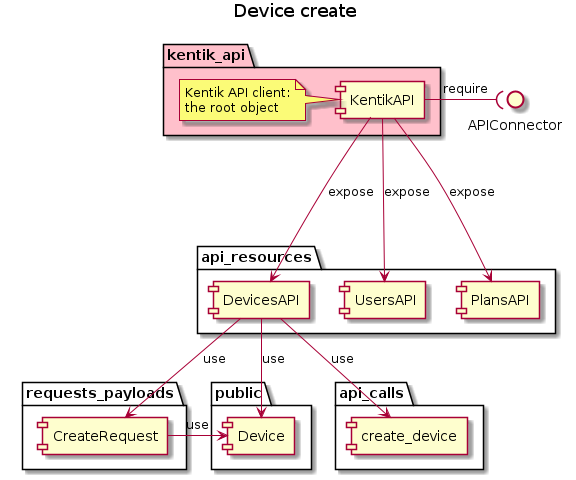 Device create
kentik_api
Kentik API client:
the root object
KentikAPI
require
APIConnector
expose
expose
expose
api_resources
DevicesAPI
UsersAPI
PlansAPI
use
use
use
requests_payloads
public
api_calls
CreateRequest
use
Device
create_device